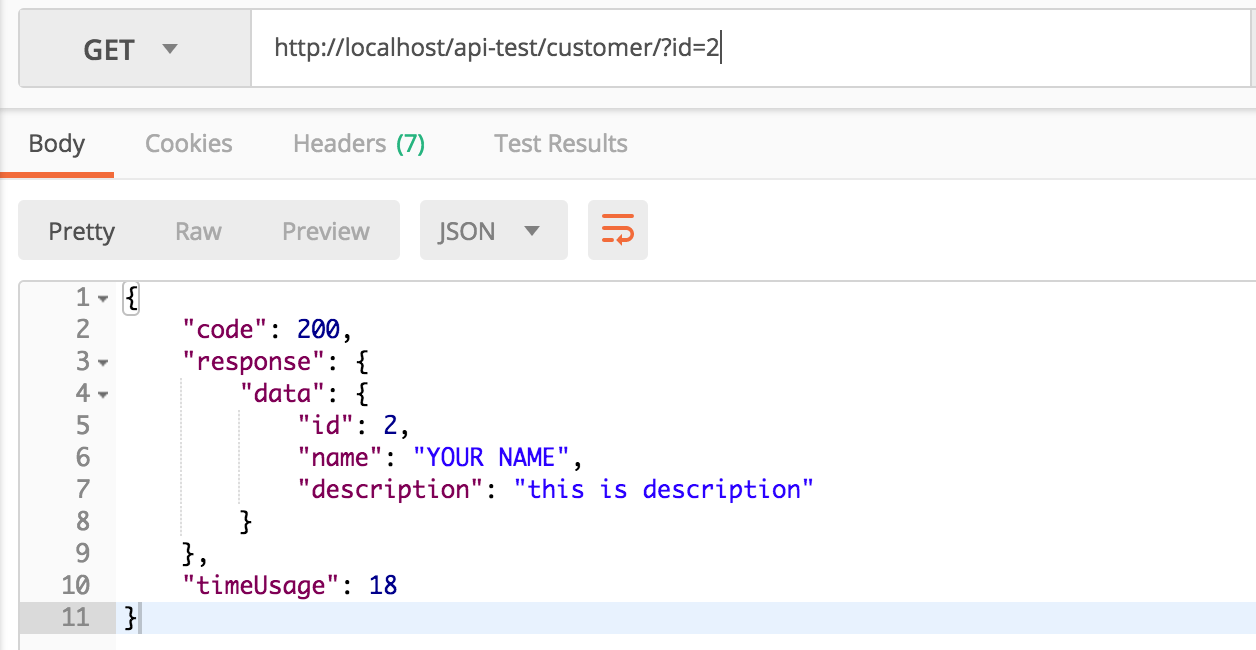 GET http://localhost/api-test/customer/?id=2
Body Cookies Headers (7) Test Results
Pretty Raw Preview JSON
1 {
2 "code": 200,
3 "response": {
4 "data": {
5 "id": 2,
6 "name": "YOUR NAME",
7 "description": "this is description"
8 }
9 },
10 "timeUsage": 18
11 }